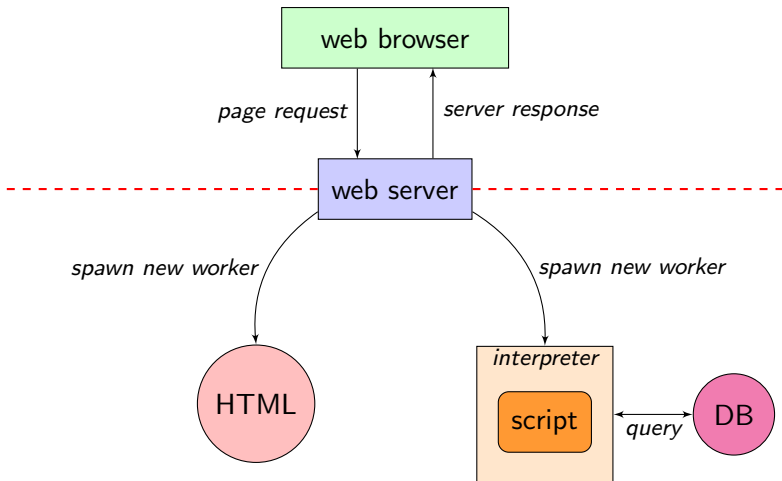 web browser
page request
server response
web server
spawn new worker
spawn new worker
interpreter
HTML
script
DB
query